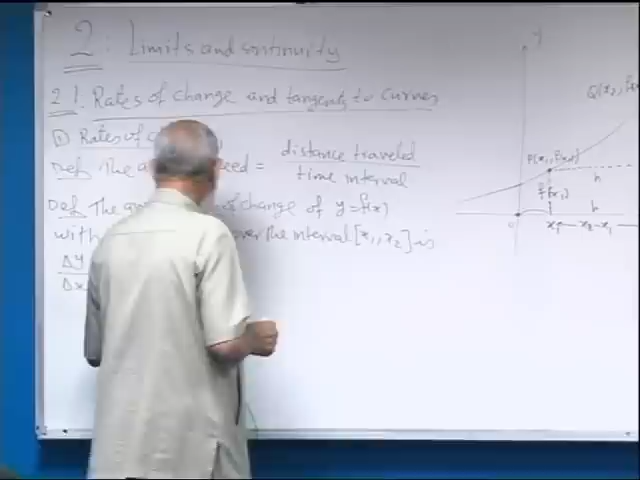 2: Limits and continuity
2.1. Rates of change and tangents to curves
① Rates of
Def The = distance traveled
time interval
Def The of change of y=f(x)
with over the interval [x₁, x₂] is
Δy
Δx
Y
Q(x₂, f(x
P(x₁, f(x₁))
f(x₁)
h
h
0
x₁ x₂-x₁